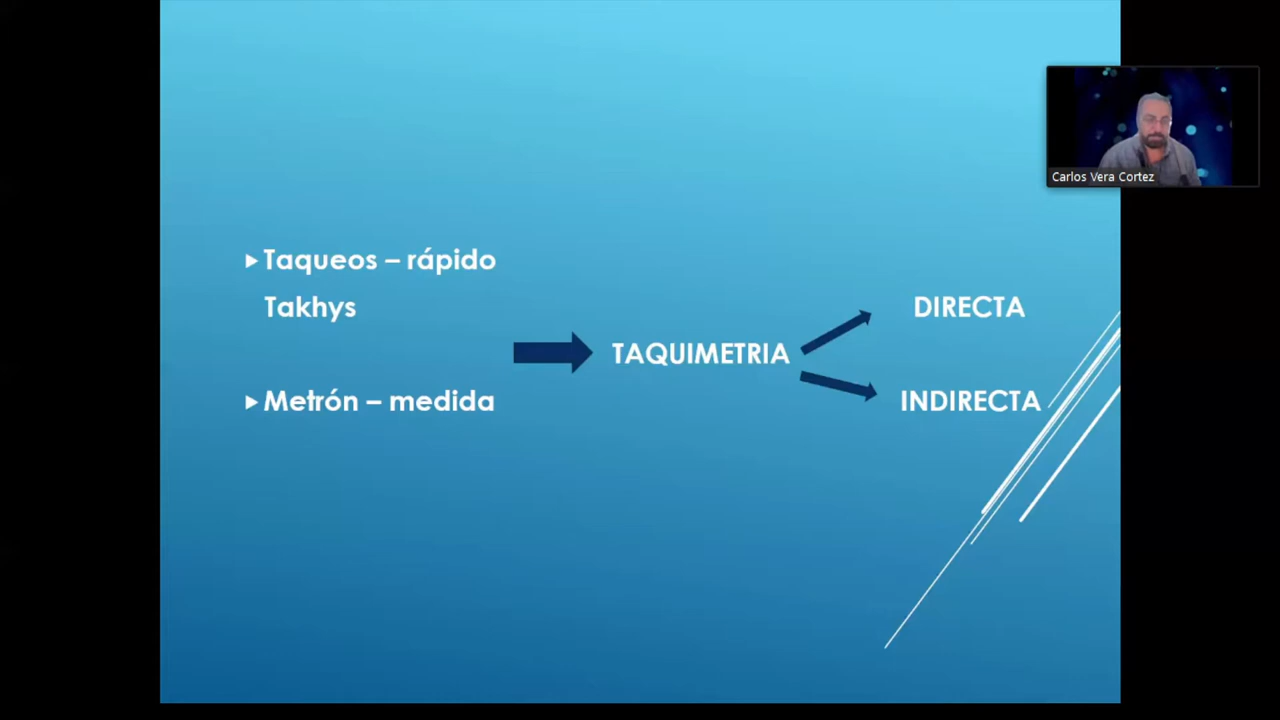 Taqueos – rápido
Takhys
Metrón – medida
TAQUIMETRIA
DIRECTA
INDIRECTA
Carlos Vera Cortez